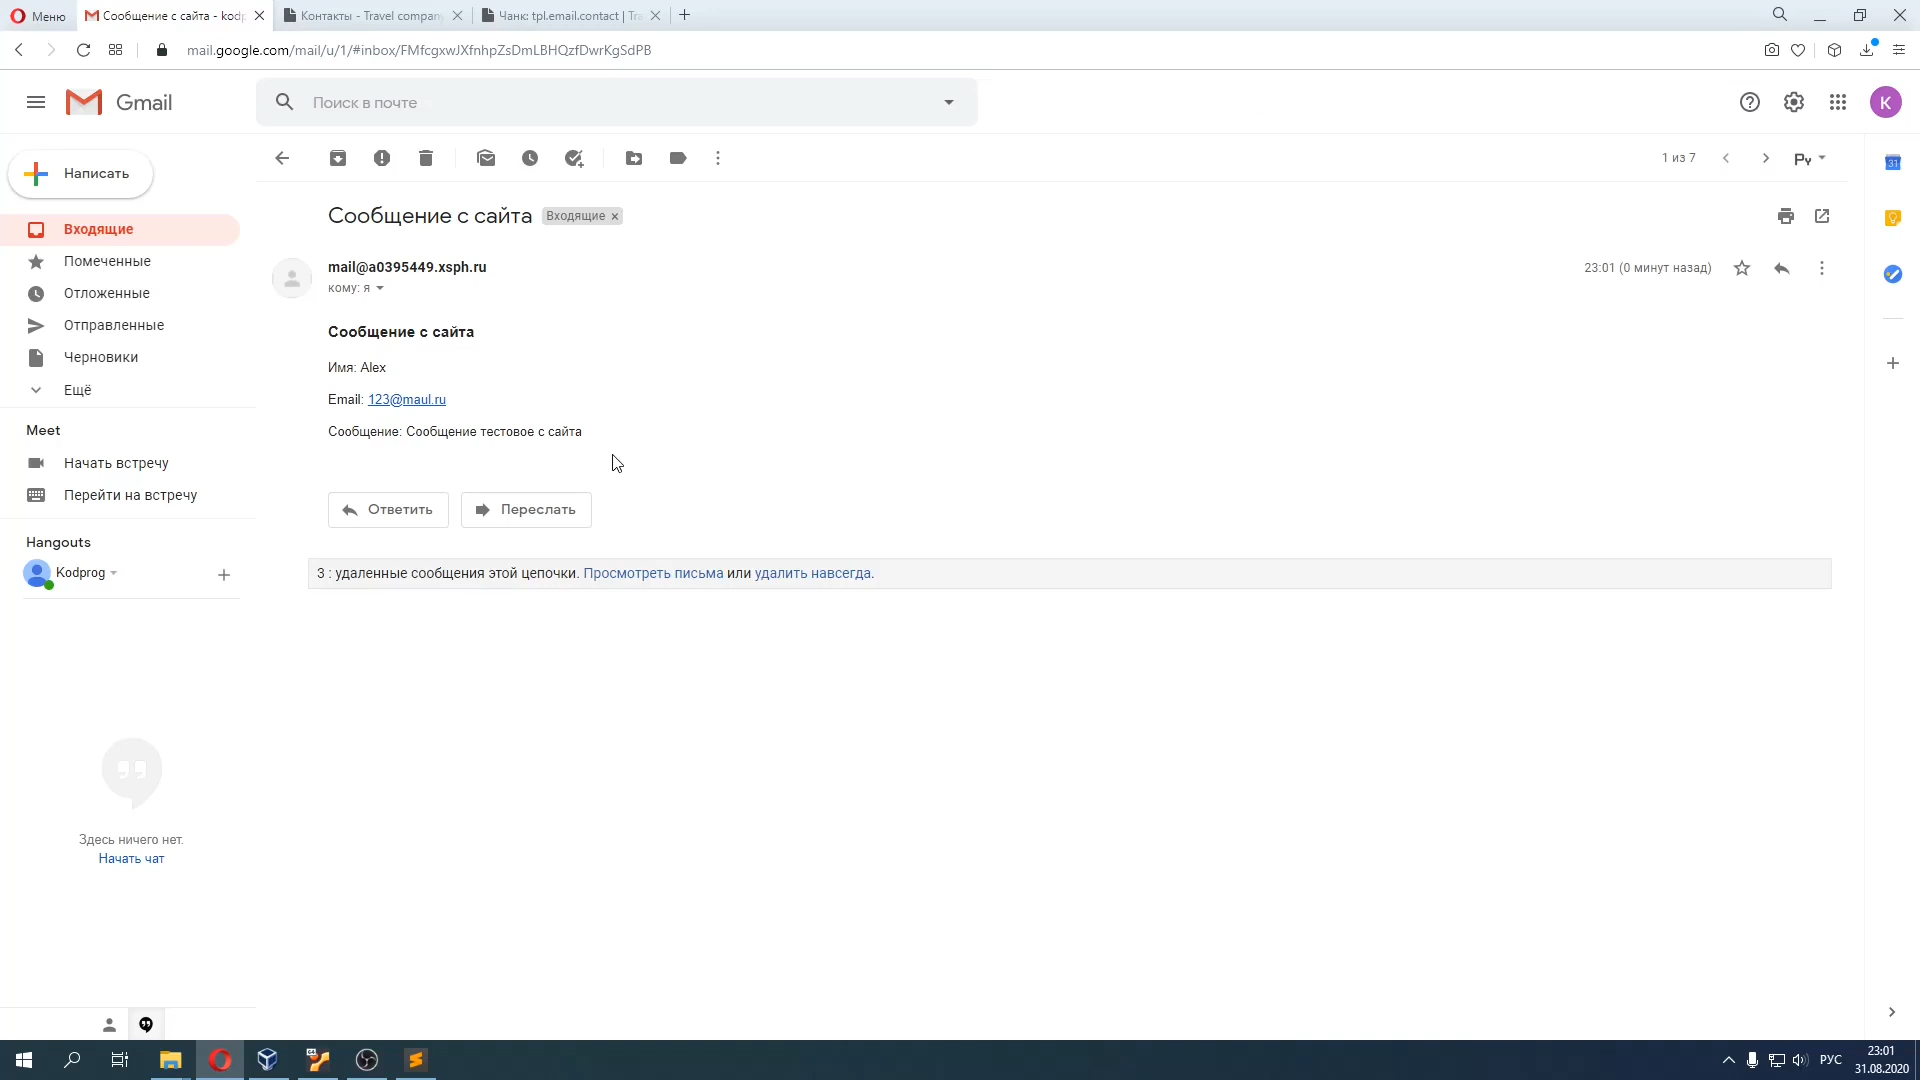 Меню
Сообщение с сайта - kodp
Контакты - Travel company
Чанк: tpl.email.contact | Tra
mail.google.com/mail/u/1/#inbox/FMfcgxwJXfnhpZsDmLBHQzfDwrKgSdPB
Gmail
Поиск в почте
K
Написать
1 из 7
Ру
31
Входящие
Помеченные
Отложенные
Отправленные
Черновики
Ещё
Meet
Начать встречу
Перейти на встречу
Hangouts
Kodprog
Здесь ничего нет.
Начать чат
Сообщение с сайта
Входящие ×
mail@a0395449.xsph.ru
23:01 (0 минут назад)
кому: я
Сообщение с сайта
Имя: Alex
Email: 123@maul.ru
Сообщение: Сообщение тестовое с сайта
Ответить
Переслать
3 : удаленные сообщения этой цепочки. Просмотреть письма или удалить навсегда.
РУС
23:01
31.08.2020